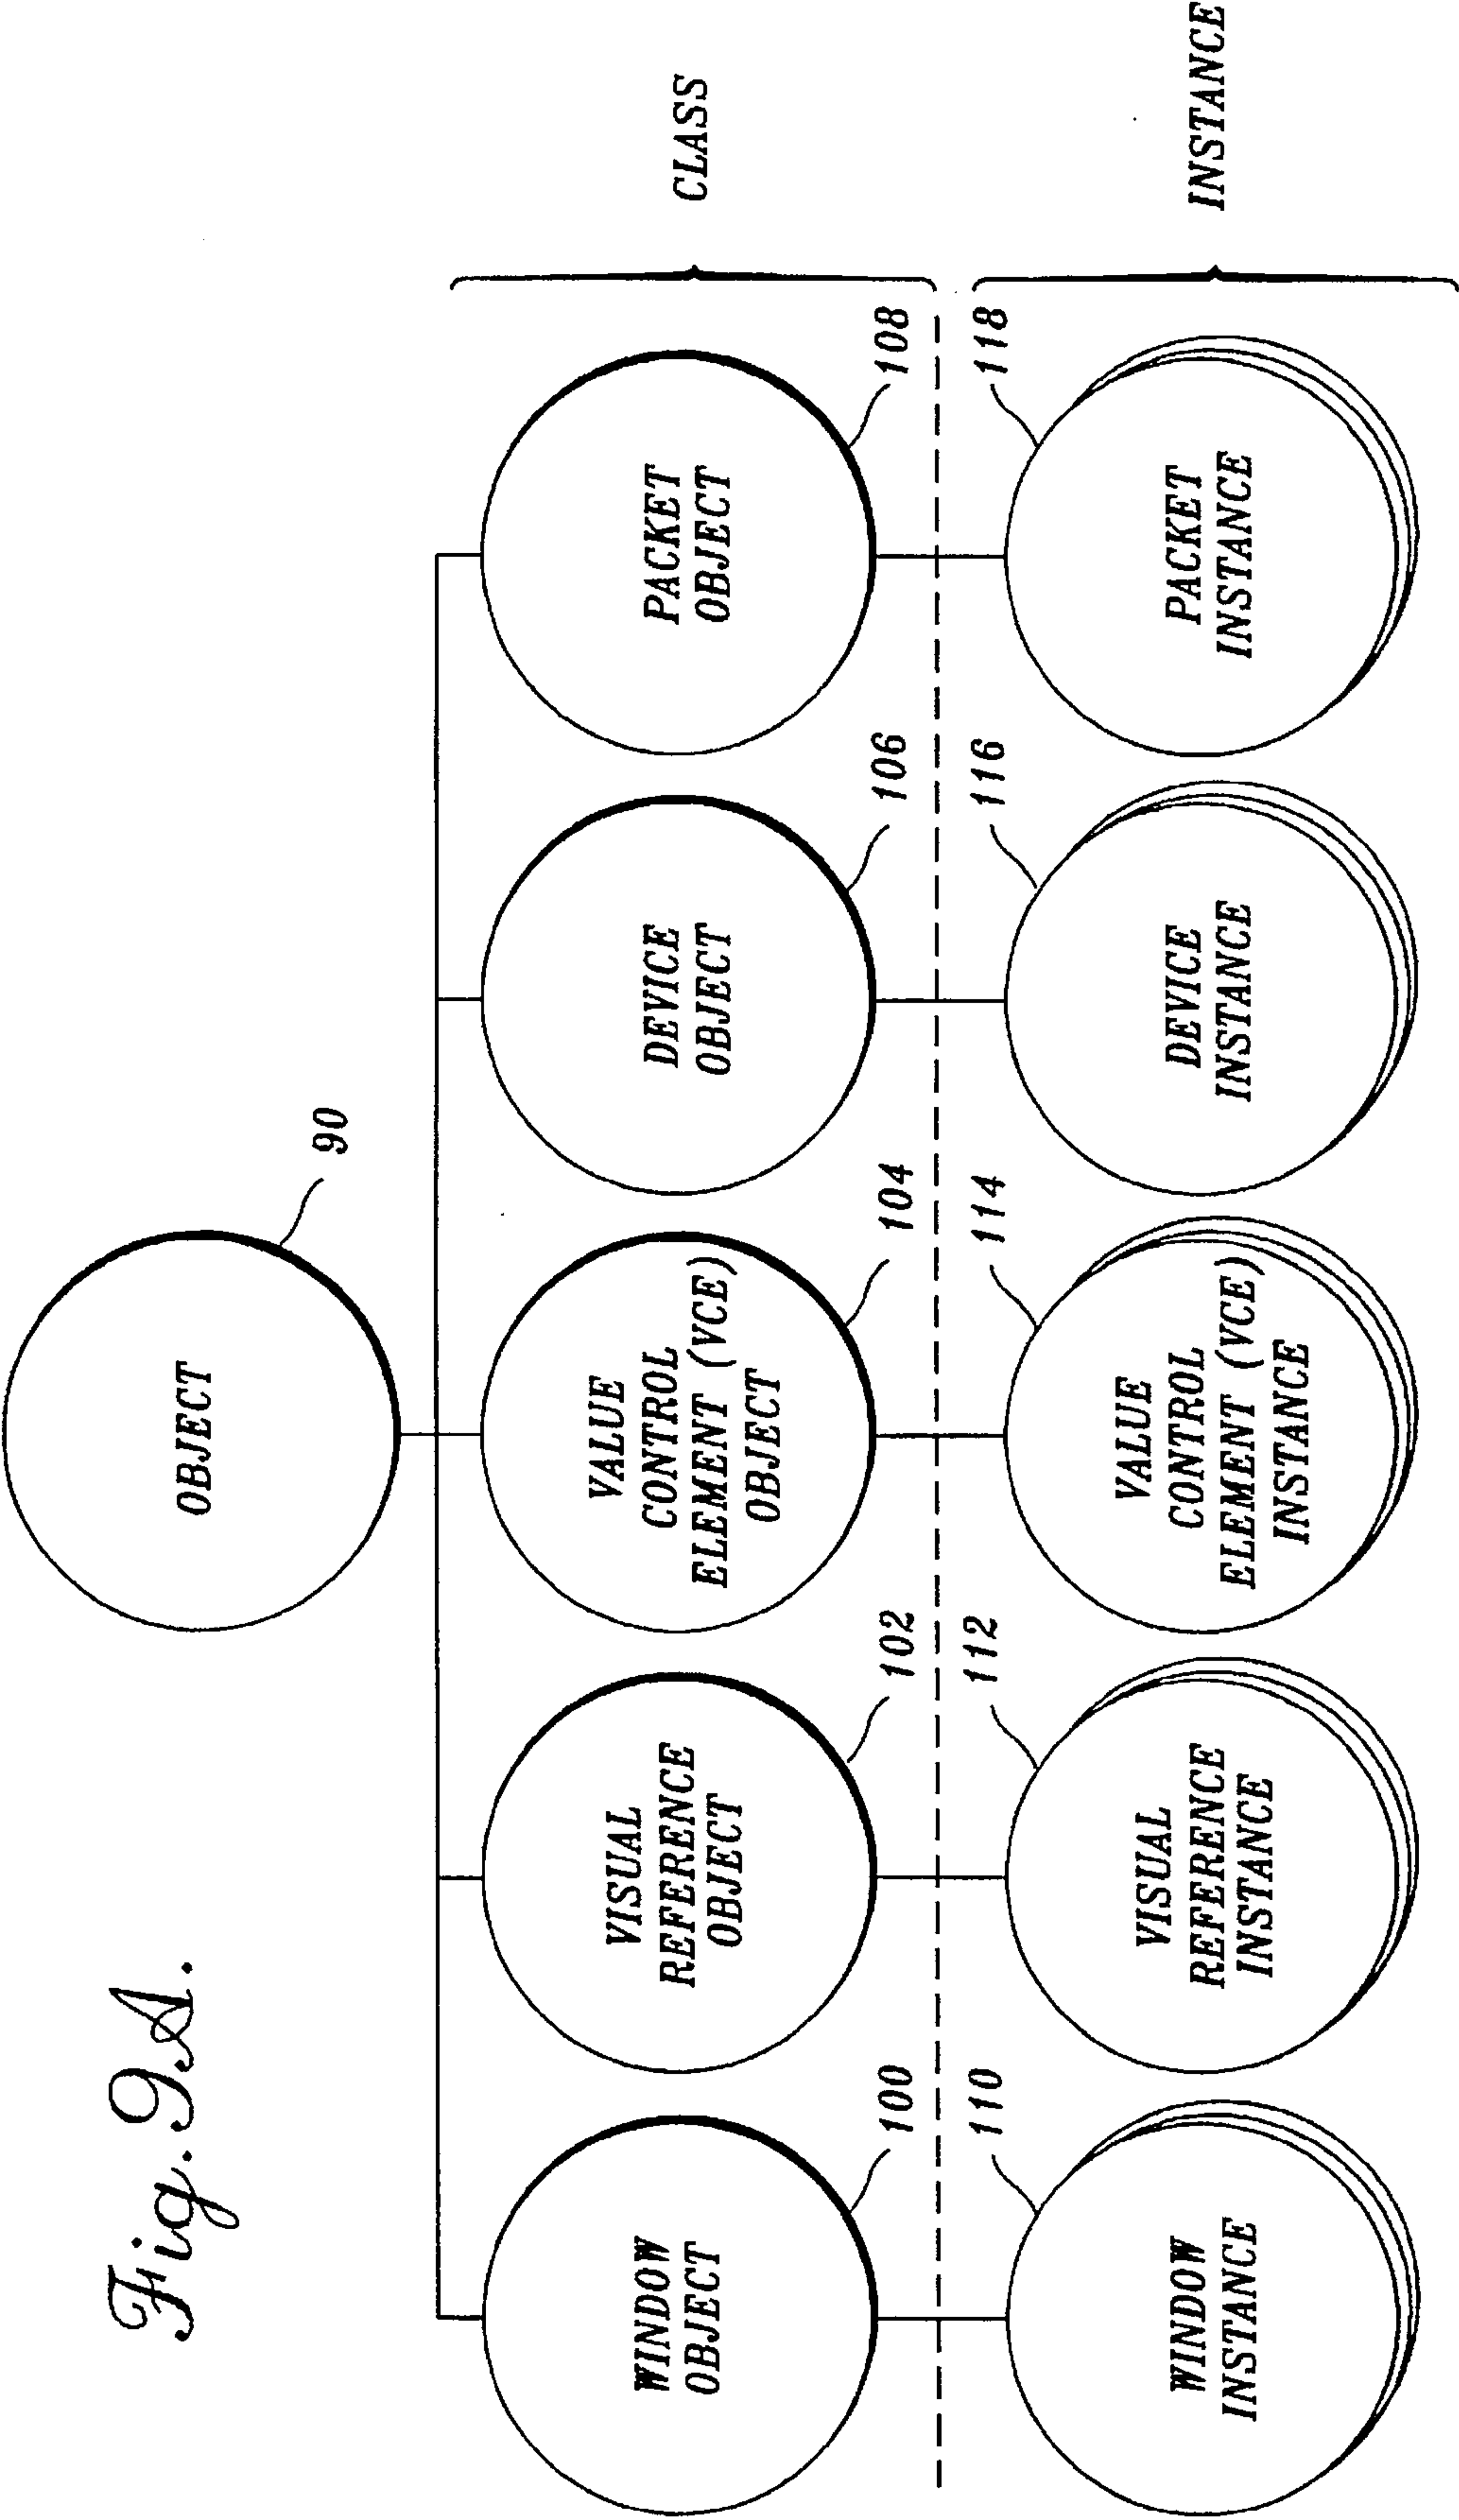 Fig. 9A.
OBJECT
90
WINDOW
OBJECT
100
VISUAL
REFERENCE
OBJECT
102
VALUE
CONTROL
ELEMENT (VCE)
OBJECT
104
DEVICE
OBJECT
106
PACKET
OBJECT
108
CLASS
WINDOW
INSTANCE
110
VISUAL
REFERENCE
INSTANCE
112
VALUE
CONTROL
ELEMENT (VCE)
INSTANCE
114
DEVICE
INSTANCE
116
PACKET
INSTANCE
118
INSTANCE